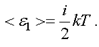 < ε₁ >= i/2 kT .